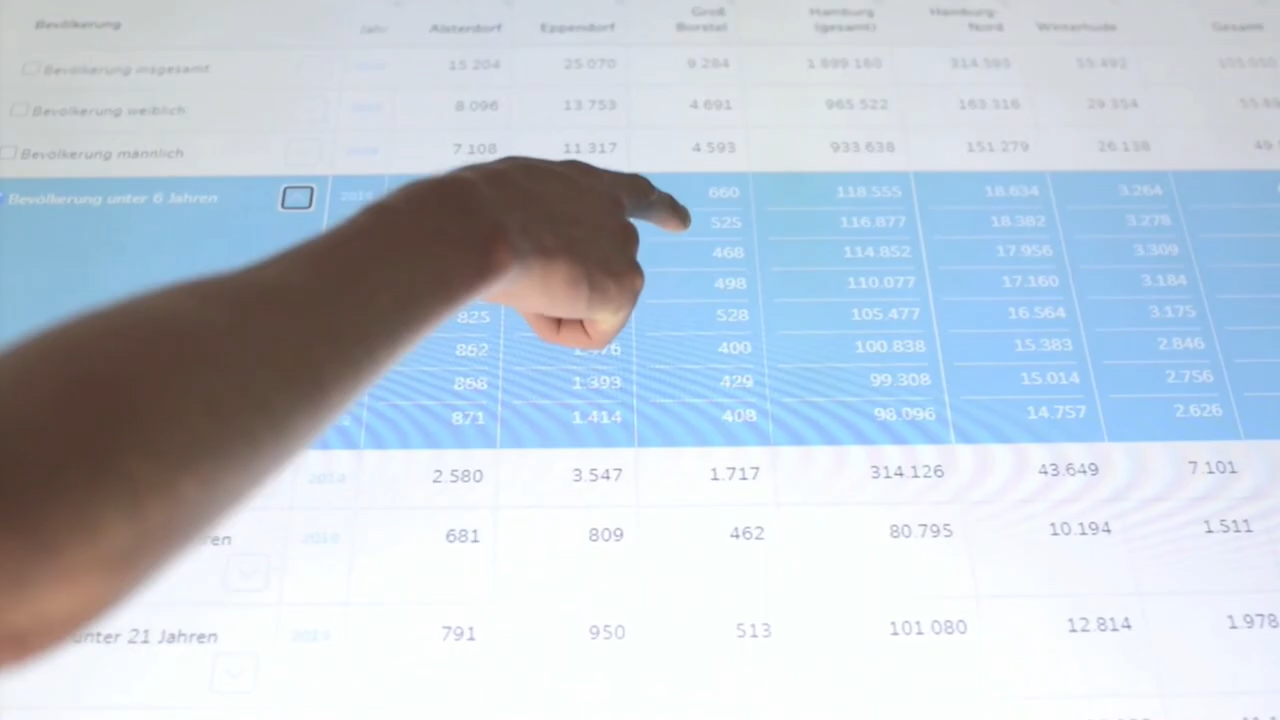 Bevölkerung Jahr Alsterdorf Eppendorf Groß Borstel Hamburg (gesamt) Hamburg-Nord Winterhude Gesamt
Bevölkerung insgesamt 15 204 25 070 9.284 1.899 160 314.595 55.492
Bevölkerung weiblich 8 096 13 753 4.691 965 522 163.316 29 354
Bevölkerung männlich 7 108 11 317 4 593 933 638 151 279 26 138
Bevölkerung unter 6 Jahren 2019 660 118.555 18.634 3.264
525 116.877 18.382 3.278
468 114.852 17.956 3.309
498 110.077 17.160 3.184
825 528 105.477 16.564 3.175
862 400 100.838 15.383 2.846
868 1.393 429 99.308 15.014 2.756
871 1.414 408 98.096 14.757 2.626
2019 2.580 3.547 1.717 314.126 43.649 7.101
ren 2019 681 809 462 80.795 10.194 1.511
unter 21 Jahren 2019 791 950 513 101 080 12.814 1.978